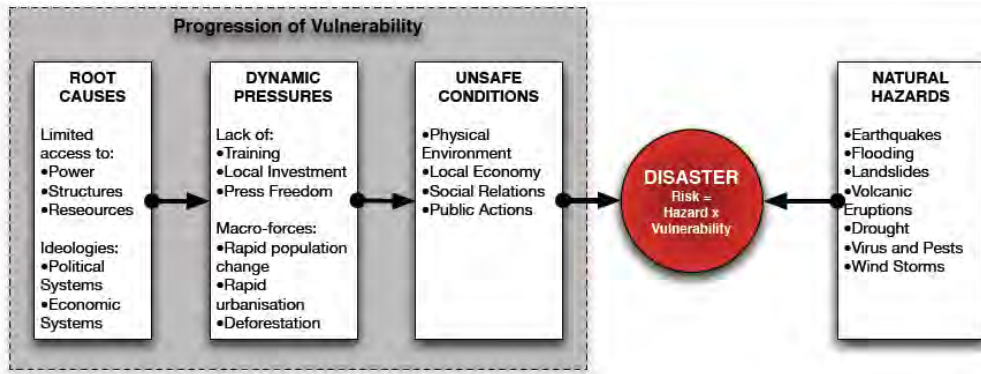 Progression of Vulnerability
ROOT
CAUSES
Limited
access to:
•Power
•Structures
•Reseources
Ideologies:
•Political
Systems
•Economic
Systems
DYNAMIC
PRESSURES
Lack of:
•Training
•Local Investment
•Press Freedom
Macro-forces:
•Rapid population
change
•Rapid
urbanisation
•Deforestation
UNSAFE
CONDITIONS
•Physical
Environment
•Local Economy
•Social Relations
•Public Actions
DISASTER
Risk =
Hazard x
Vulnerability
NATURAL
HAZARDS
•Earthquakes
•Flooding
•Landslides
•Volcanic
Eruptions
•Drought
•Virus and Pests
•Wind Storms